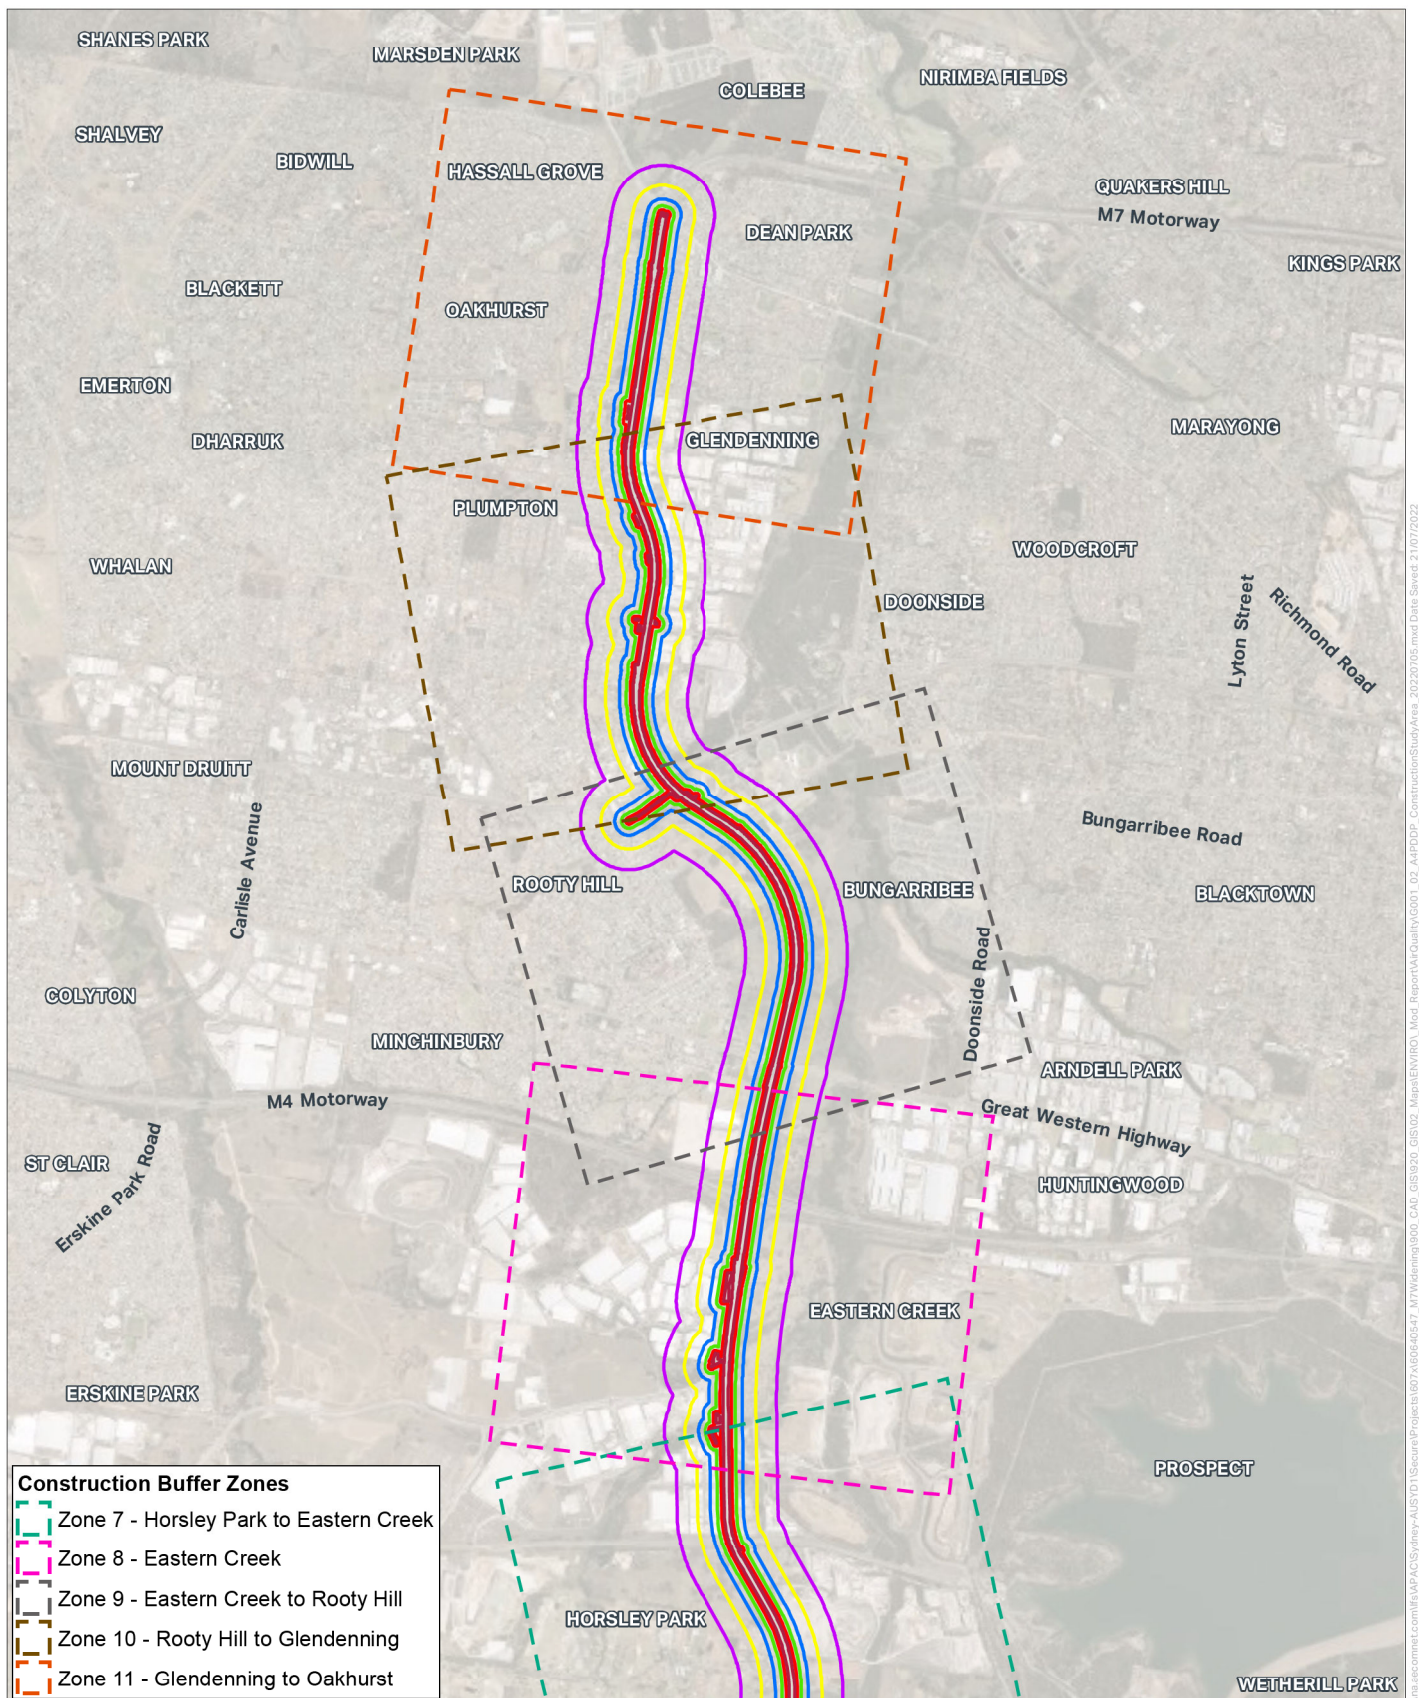 SHANES PARK
MARSDEN PARK
NIRIMBA FIELDS
COLEBEE
SHALVEY
BIDWILL
HASSALL GROVE
QUAKERS HILL
M7 Motorway
DEAN PARK
KINGS PARK
BLACKETT
OAKHURST
EMERTON
DHARRUK
GLENDENNING
MARAYONG
PLUMPTON
WOODCROFT
WHALAN
DOONSIDE
Lyton Street
Richmond Road
MOUNT DRUITT
Carlisle Avenue
Bungarribee Road
ROOTY HILL
BUNGARRIBEE
BLACKTOWN
Doonside Road
COLYTON
MINCHINBURY
ARNDELL PARK
M4 Motorway
Great Western Highway
ST CLAIR
Erskine Park Road
HUNTINGWOOD
EASTERN CREEK
ERSKINE PARK
PROSPECT
HORSLEY PARK
WETHERILL PARK
Construction Buffer Zones
Zone 7 - Horsley Park to Eastern Creek
Zone 8 - Eastern Creek
Zone 9 - Eastern Creek to Rooty Hill
Zone 10 - Rooty Hill to Glendenning
Zone 11 - Glendenning to Oakhurst